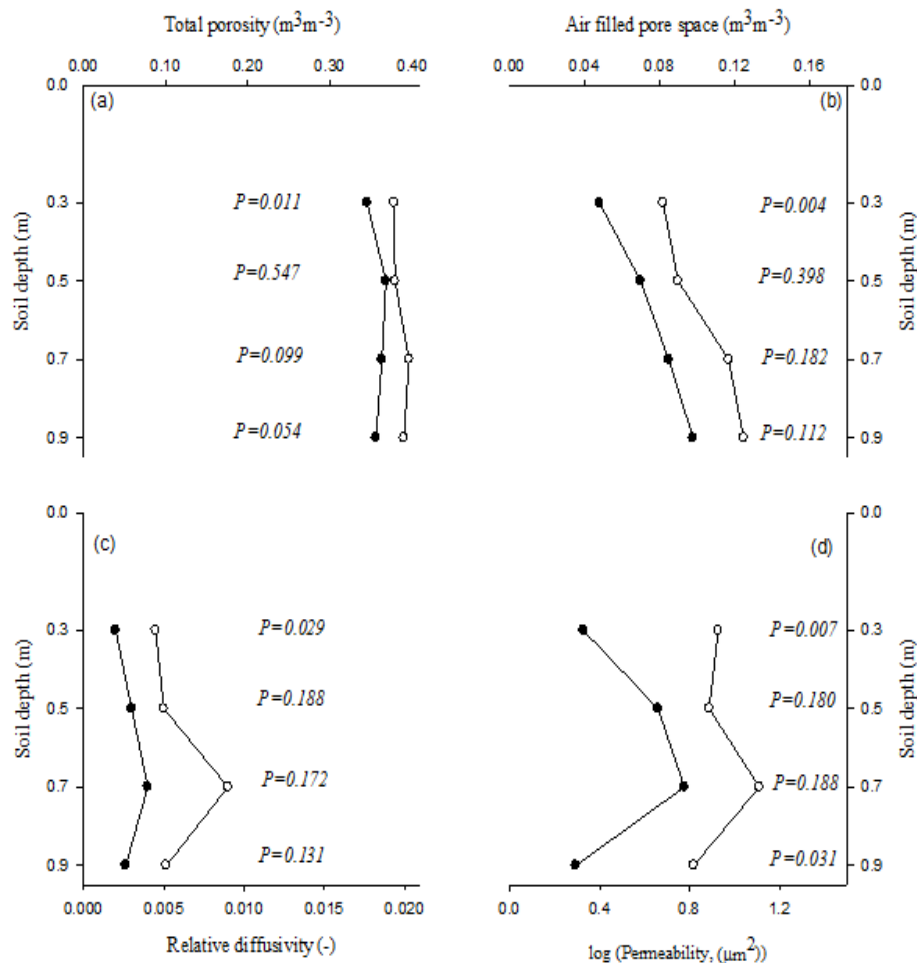 Total porosity (m³m⁻³)
Air filled pore space (m³m⁻³)
0.00 0.10 0.20 0.30 0.40
0.04 0.08 0.12 0.16
0.00
(a)
(b)
0.0
0.0
0.3
P=0.011
P=0.004
0.3
0.5
P=0.547
P=0.398
0.5
0.7
P=0.099
P=0.182
0.7
0.9
P=0.054
P=0.112
0.9
Soil depth (m)
Soil depth (m)
0.0
0.0
(c)
(d)
0.3
P=0.029
P=0.007
0.3
0.5
P=0.188
P=0.180
0.5
0.7
P=0.172
P=0.188
0.7
0.9
P=0.131
P=0.031
0.9
Soil depth (m)
Soil depth (m)
0.000 0.005 0.010 0.015 0.020
0.4 0.8 1.2
Relative diffusivity (-)
log (Permeability, (µm²))